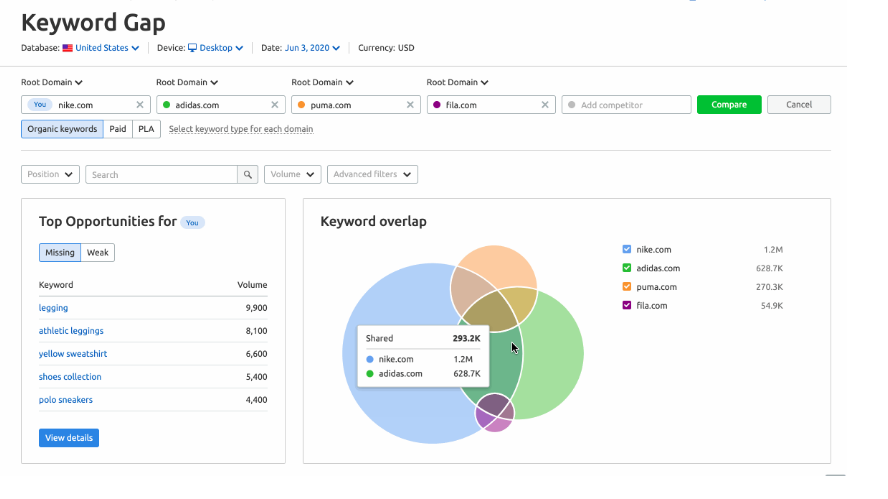 Keyword Gap
Database: United States Device: Desktop Date: Jun 3, 2020 Currency: USD
Root Domain Root Domain Root Domain Root Domain
You nike.com adidas.com puma.com fila.com Add competitor Compare Cancel
Organic keywords Paid PLA Select keyword type for each domain
Position Search Volume Advanced filters
Top Opportunities for You
Missing Weak
Keyword Volume
legging 9,900
athletic leggings 8,100
yellow sweatshirt 6,600
shoes collection 5,400
polo sneakers 4,400
View details
Keyword overlap
Shared 293.2K
nike.com 1.2M
adidas.com 628.7K
nike.com 1.2M
adidas.com 628.7K
puma.com 270.3K
fila.com 54.9K